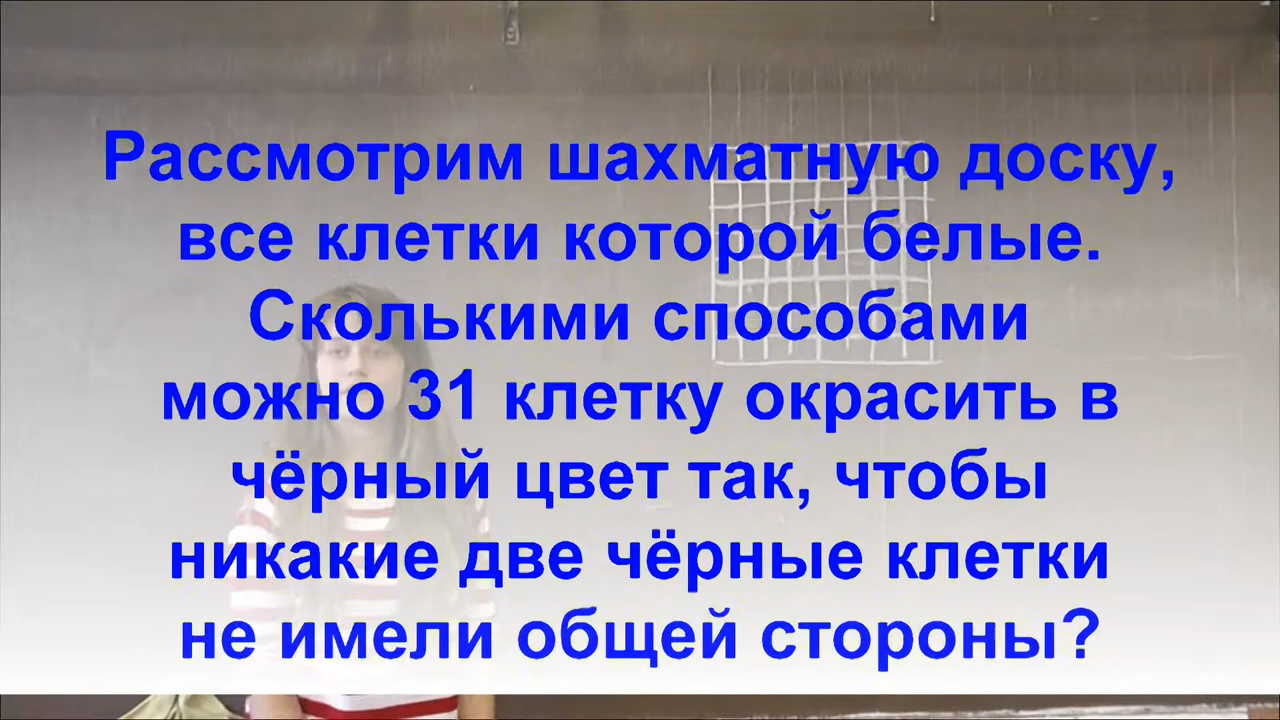 Рассмотрим шахматную доску,
все клетки которой белые.
Сколькими способами
можно 31 клетку окрасить в
чёрный цвет так, чтобы
никакие две чёрные клетки
не имели общей стороны?